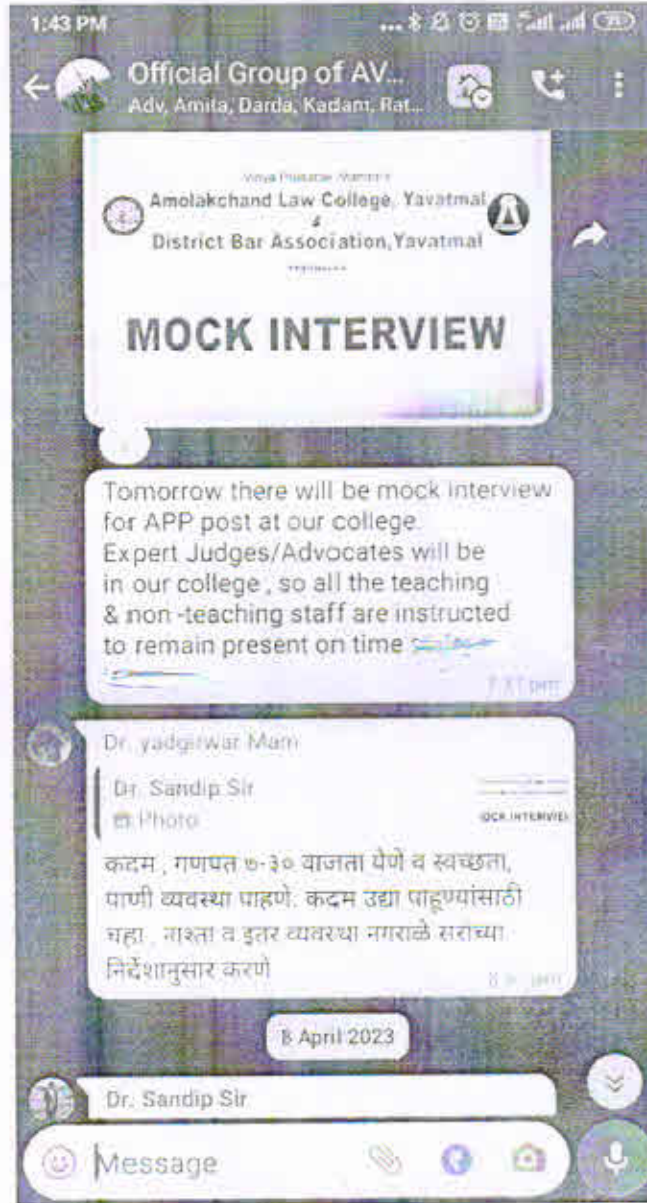 1:43 PM
Official Group of AV...
Adv, Amita, Darda, Kadam, Rat...
Amolakchand Law College, Yavatmal
&
District Bar Association, Yavatmal
MOCK INTERVIEW
Tomorrow there will be mock interview
for APP post at our college.
Expert Judges/Advocates will be
in our college , so all the teaching
& non -teaching staff are instructed
to remain present on time
Dr. yadgirwar Mam
Dr. Sandip Sir
Photo
कदम , गणपत ७-३० वाजता येणे व स्वच्छता,
पाणी व्यवस्था पाहणे. कदम उद्या पाहूण्यांसाठी
चहा , नाश्ता व इतर व्यवस्था नगराळे सरांच्या
निर्देशानुसार करणे
8 April 2023
Dr. Sandip Sir
Message